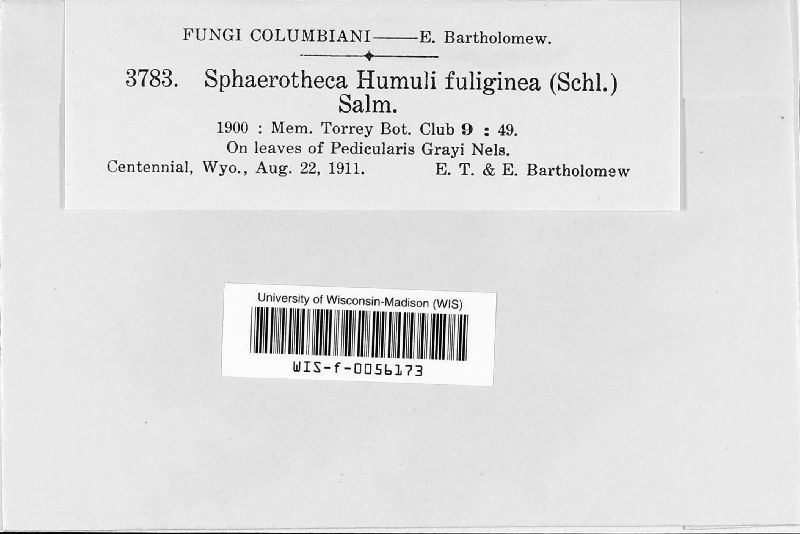 FUNGI COLUMBIANI——E. Bartholomew.
3783. Sphaerotheca Humuli fuliginea (Schl.)
Salm.
1900 : Mem. Torrey Bot. Club 9 : 49.
On leaves of Pedicularis Grayi Nels.
Centennial, Wyo., Aug. 22, 1911. E. T. & E. Bartholomew
University of Wisconsin-Madison (WIS)
WIS-f-0056173